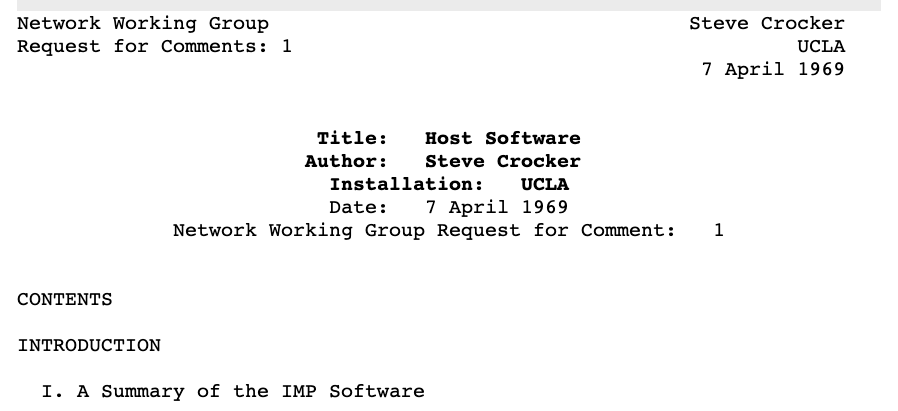 Network Working Group Steve Crocker
Request for Comments: 1 UCLA
7 April 1969
Title: Host Software
Author: Steve Crocker
Installation: UCLA
Date: 7 April 1969
Network Working Group Request for Comment: 1
CONTENTS
INTRODUCTION
I. A Summary of the IMP Software